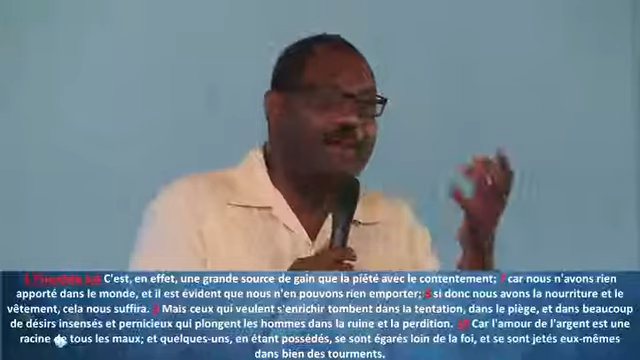 1 Timothée 6:6 C'est, en effet, une grande source de gain que la piété avec le contentement; 7 car nous n'avons rien
apporté dans le monde, et il est évident que nous n'en pouvons rien emporter; 8 si donc nous avons la nourriture et le
vêtement, cela nous suffira. 9 Mais ceux qui veulent s'enrichir tombent dans la tentation, dans le piège, et dans beaucoup
de désirs insensés et pernicieux qui plongent les hommes dans la ruine et la perdition. 10 Car l'amour de l'argent est une
racine de tous les maux; et quelques-uns, en étant possédés, se sont égarés loin de la foi, et se sont jetés eux-mêmes
dans bien des tourments.